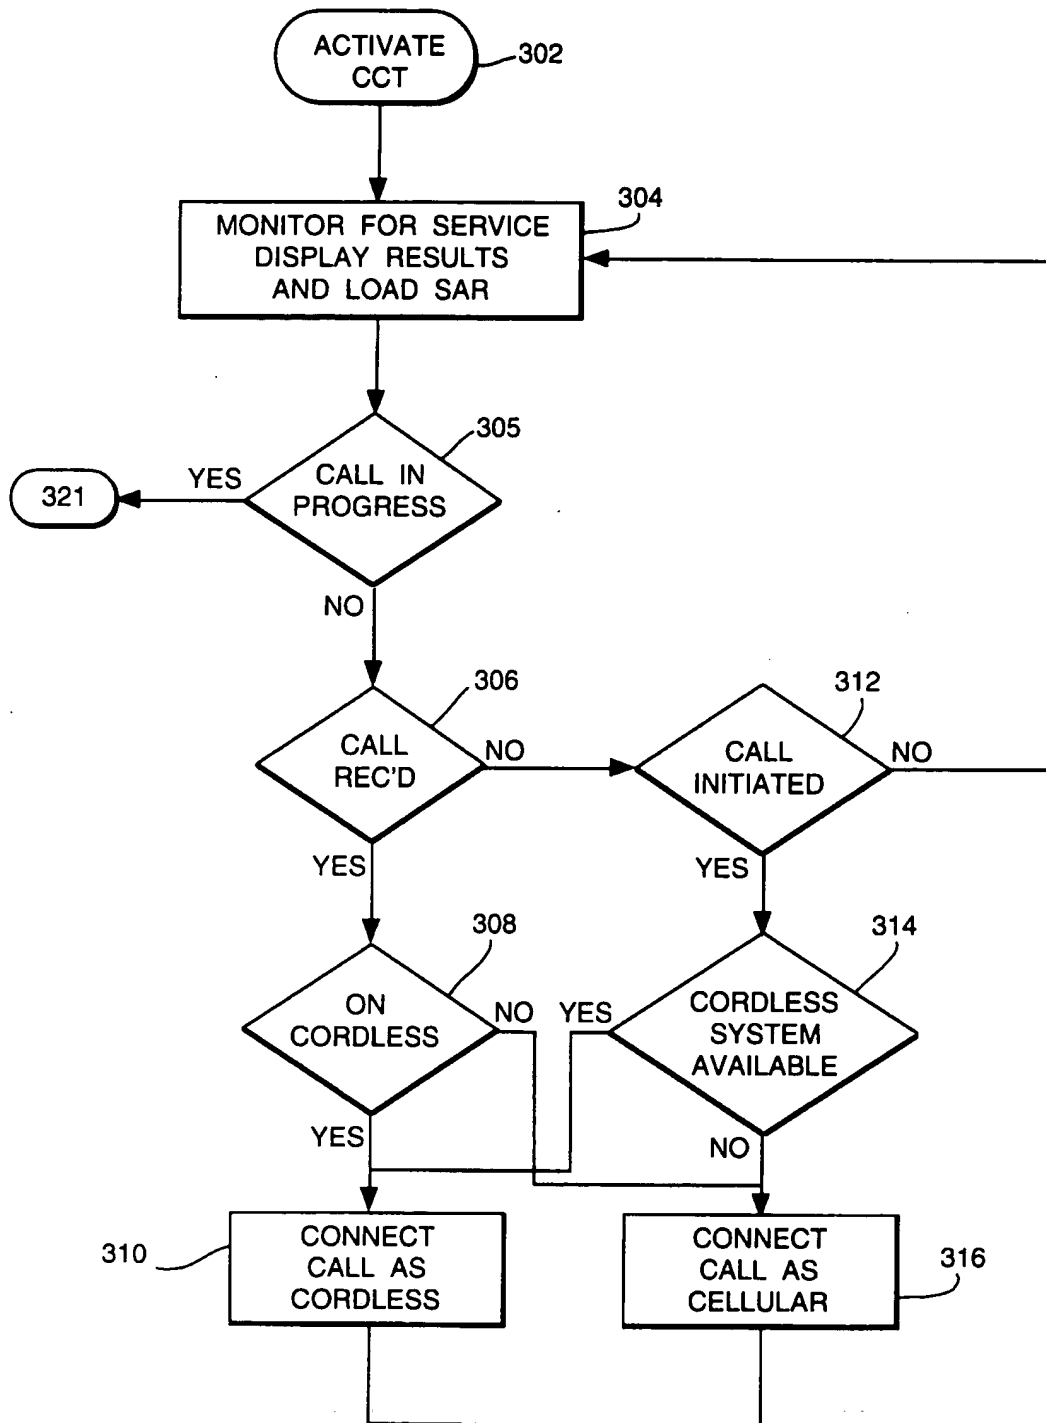 ACTIVATE
CCT
302
304
MONITOR FOR SERVICE
DISPLAY RESULTS
AND LOAD SAR
305
CALL IN
PROGRESS
YES
321
NO
306
CALL
REC'D
NO
312
CALL
INITIATED
NO
YES
YES
308
ON
CORDLESS
NO
314
CORDLESS
SYSTEM
AVAILABLE
YES
YES
NO
310
CONNECT
CALL AS
CORDLESS
CONNECT
CALL AS
CELLULAR
316